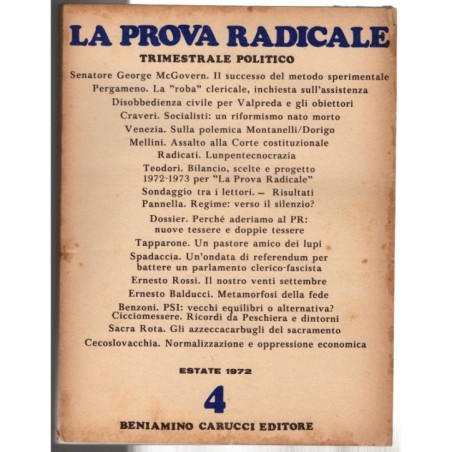 LA PROVA RADICALE
TRIMESTRALE POLITICO
Senatore George McGovern. Il successo del metodo sperimentale
Pergameno. La "roba" clericale, inchiesta sull'assistenza
Disobbedienza civile per Valpreda e gli obiettori
Craveri. Socialisti: un riformismo nato morto
Venezia. Sulla polemica Montanelli/Dorigo
Mellini. Assalto alla Corte costituzionale
Radicati. Lunpentecnocrazia
Teodori. Bilancio, scelte e progetto
1972-1973 per "La Prova Radicale"
Sondaggio tra i lettori. — Risultati
Pannella. Regime: verso il silenzio?
Dossier. Perché aderiamo al PR:
nuove tessere e doppie tessere
Tapparone. Un pastore amico dei lupi
Spadaccia. Un'ondata di referendum per
battere un parlamento clerico-fascista
Ernesto Rossi. Il nostro venti settembre
Ernesto Balducci. Metamorfosi della fede
Benzoni. PSI: vecchi equilibri o alternativa?
Cicciomessere. Ricordi da Peschiera e dintorni
Sacra Rota. Gli azzeccacarbugli del sacramento
Cecoslovacchia. Normalizzazione e oppressione economica
ESTATE 1972
4
BENIAMINO CARUCCI EDITORE